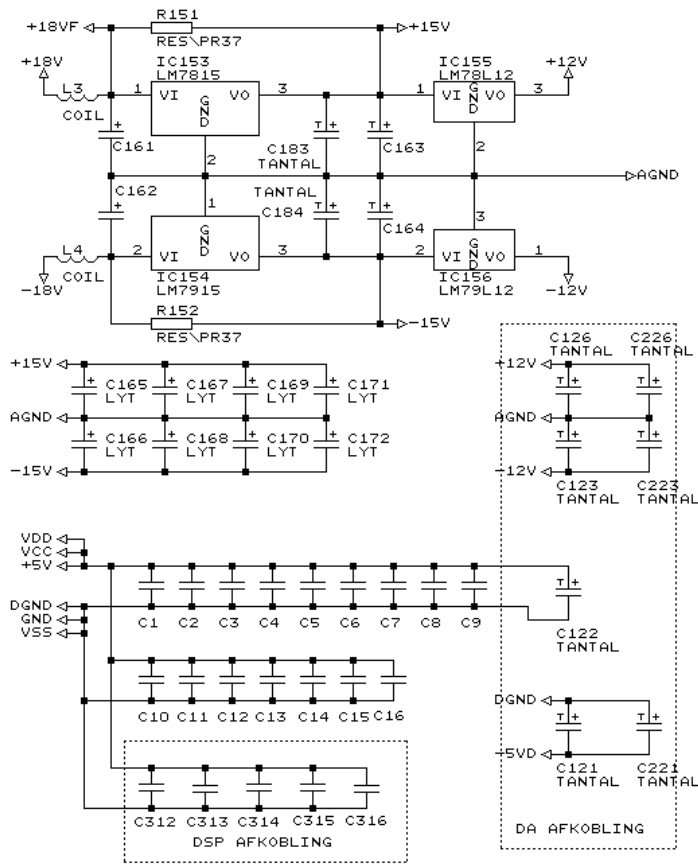 +18VF R151 +15V
RES\PR37
+18V IC153 IC155 +12V
LM7815 LM78L12
L3 1 VI GND VO 3 1 VI GND VO 3
COIL
+ C161 2 T + C183 T + C163 2
TANTAL
AGND
C162 TANTAL
+ 1 T + C184 T + C164 3
L4 2 VI GND VO 3 2 VI GND VO 1
COIL IC154 IC156
-18V LM7915 LM79L12 -12V
R152 -15V
RES\PR37
+15V + C165 + C167 + C169 + C171
LYT LYT LYT LYT
AGND
+ C166 + C168 + C170 + C172
LYT LYT LYT LYT
-15V
C126 C226
TANTAL TANTAL
+12V
T + T +
AGND
T + T +
-12V
C123 C223
TANTAL TANTAL
VDD
VCC
+5V
T +
DGND
GND C1 C2 C3 C4 C5 C6 C7 C8 C9
VSS
C122
TANTAL
C10 C11 C12 C13 C14 C15 C16
DGND
T + T +
-5VD
C121 C221
TANTAL TANTAL
C312 C313 C314 C315 C316
DSP AFKOBLING
DA AFKOBLING